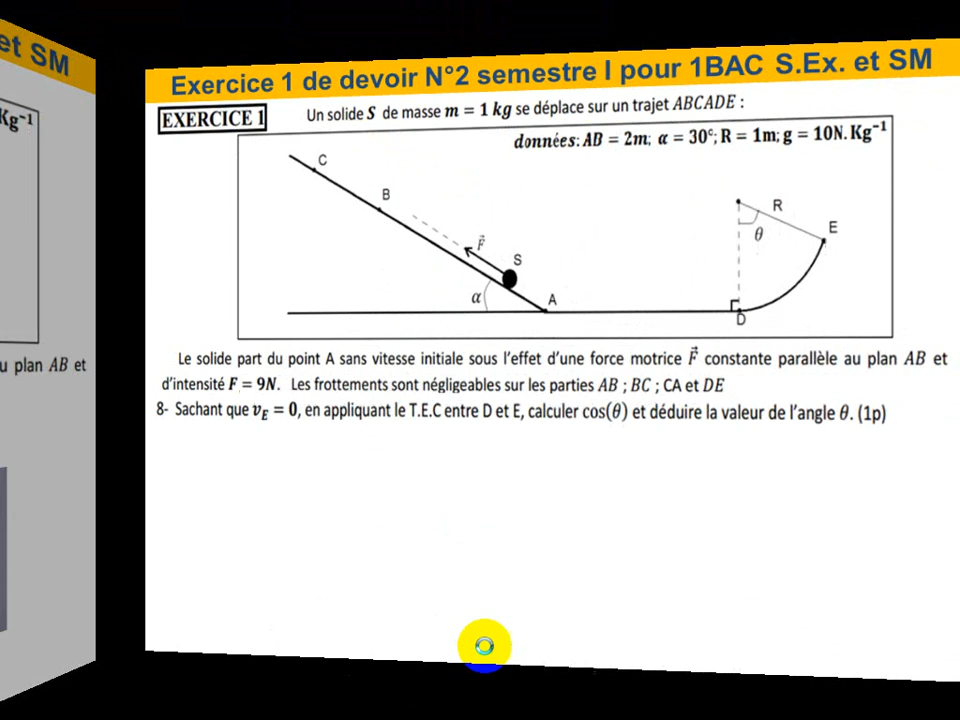 et SM
Kg⁻¹
u plan AB et
Exercice 1 de devoir N°2 semestre I pour 1BAC S.Ex. et SM
EXERCICE 1
Un solide S de masse m = 1 kg se déplace sur un trajet ABCADE :
données: AB = 2m; α = 30°; R = 1m; g = 10N.Kg⁻¹
C
B
R
E
θ
F⃗
S
α
A
D
Le solide part du point A sans vitesse initiale sous l'effet d'une force motrice F⃗ constante parallèle au plan AB et
d'intensité F = 9N. Les frottements sont négligeables sur les parties AB ; BC ; CA et DE
8- Sachant que v_E = 0, en appliquant le T.E.C entre D et E, calculer cos(θ) et déduire la valeur de l'angle θ. (1p)